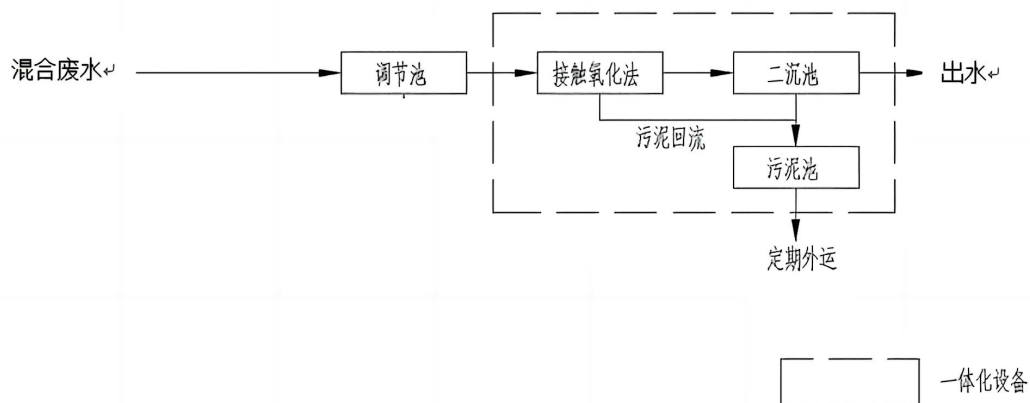 混合废水
调节池
接触氧化法
二沉池
出水
污泥回流
污泥池
定期外运
一体化设备